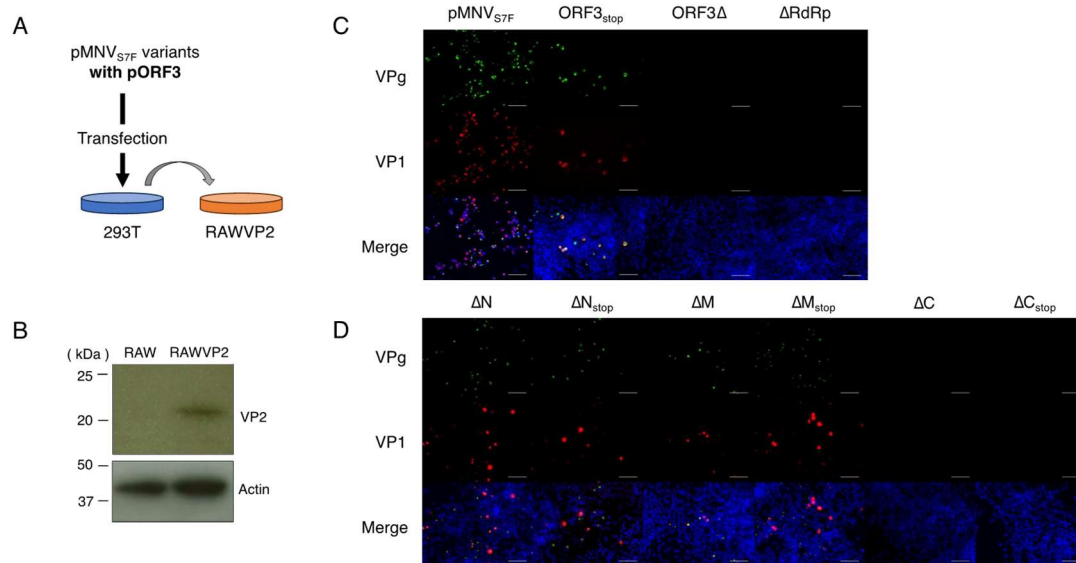 A
pMNVS7F variants
with pORF3
Transfection
293T
RAWVP2
B
( kDa ) RAW RAWVP2
25
20
VP2
50
37
Actin
C
pMNVS7F ORF3stop ORF3Δ ΔRdRp
VPg
VP1
Merge
D
ΔN ΔNstop ΔM ΔMstop ΔC ΔCstop
VPg
VP1
Merge